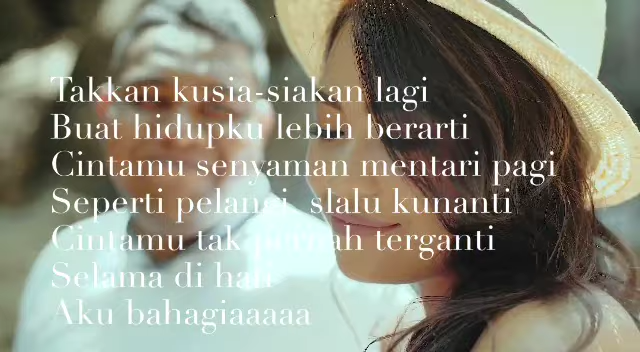 Takkan kusia-siakan lagi
Buat hidupku lebih berarti
Cintamu senyaman mentari pagi
Seperti pelangi, slalu kunanti
Cintamu tak pernah terganti
Selama di hati
Aku bahagiaaaaa